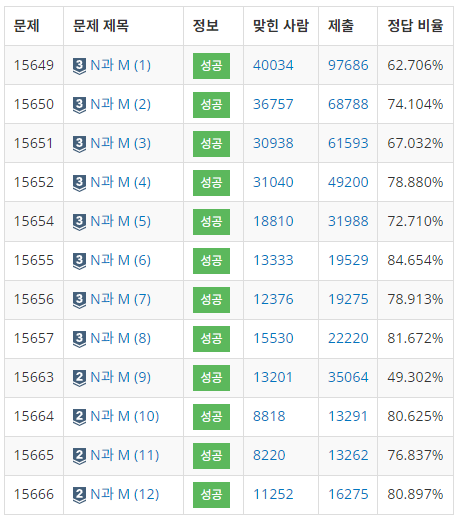 문제 문제 제목 정보 맞힌 사람 제출 정답 비율
15649 3 N과 M (1) 성공 40034 97686 62.706%
15650 3 N과 M (2) 성공 36757 68788 74.104%
15651 3 N과 M (3) 성공 30938 61593 67.032%
15652 3 N과 M (4) 성공 31040 49200 78.880%
15654 3 N과 M (5) 성공 18810 31988 72.710%
15655 3 N과 M (6) 성공 13333 19529 84.654%
15656 3 N과 M (7) 성공 12376 19275 78.913%
15657 3 N과 M (8) 성공 15530 22220 81.672%
15663 2 N과 M (9) 성공 13201 35064 49.302%
15664 2 N과 M (10) 성공 8818 13291 80.625%
15665 2 N과 M (11) 성공 8220 13262 76.837%
15666 2 N과 M (12) 성공 11252 16275 80.897%